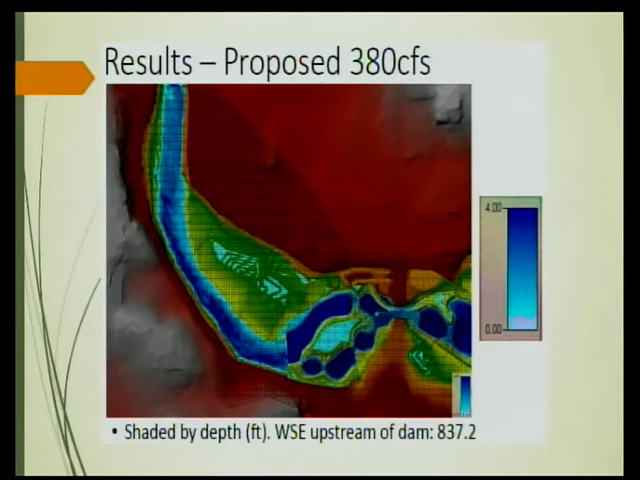 Results – Proposed 380cfs
4.00
0.00
• Shaded by depth (ft). WSE upstream of dam: 837.2